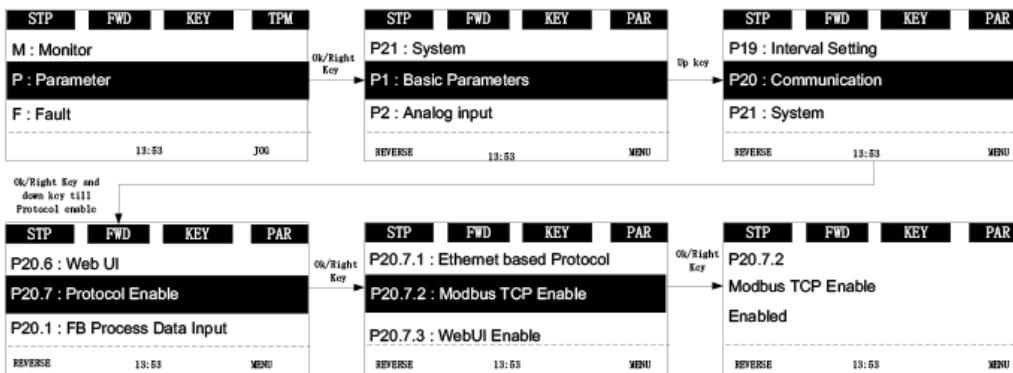 STP FWD KEY TPM
M : Monitor
P : Parameter
F : Fault
13:53 JOG
Ok/Right
Key
STP FWD KEY PAR
P21 : System
P1 : Basic Parameters
P2 : Analog input
REVERSE 13:53 MENU
Up key
STP FWD KEY PAR
P19 : Interval Setting
P20 : Communication
P21 : System
REVERSE 13:53 MENU
Ok/Right Key and
down key till
Protocol enable
STP FWD KEY PAR
P20.6 : Web UI
P20.7 : Protocol Enable
P20.1 : FB Process Data Input
REVERSE 13:53 MENU
Ok/Right
Key
STP FWD KEY PAR
P20.7.1 : Ethernet based Protocol
P20.7.2 : Modbus TCP Enable
P20.7.3 : WebUI Enable
REVERSE 13:53 MENU
Ok/Right
Key
STP FWD KEY PAR
P20.7.2
Modbus TCP Enable
Enabled
REVERSE 13:53 MENU